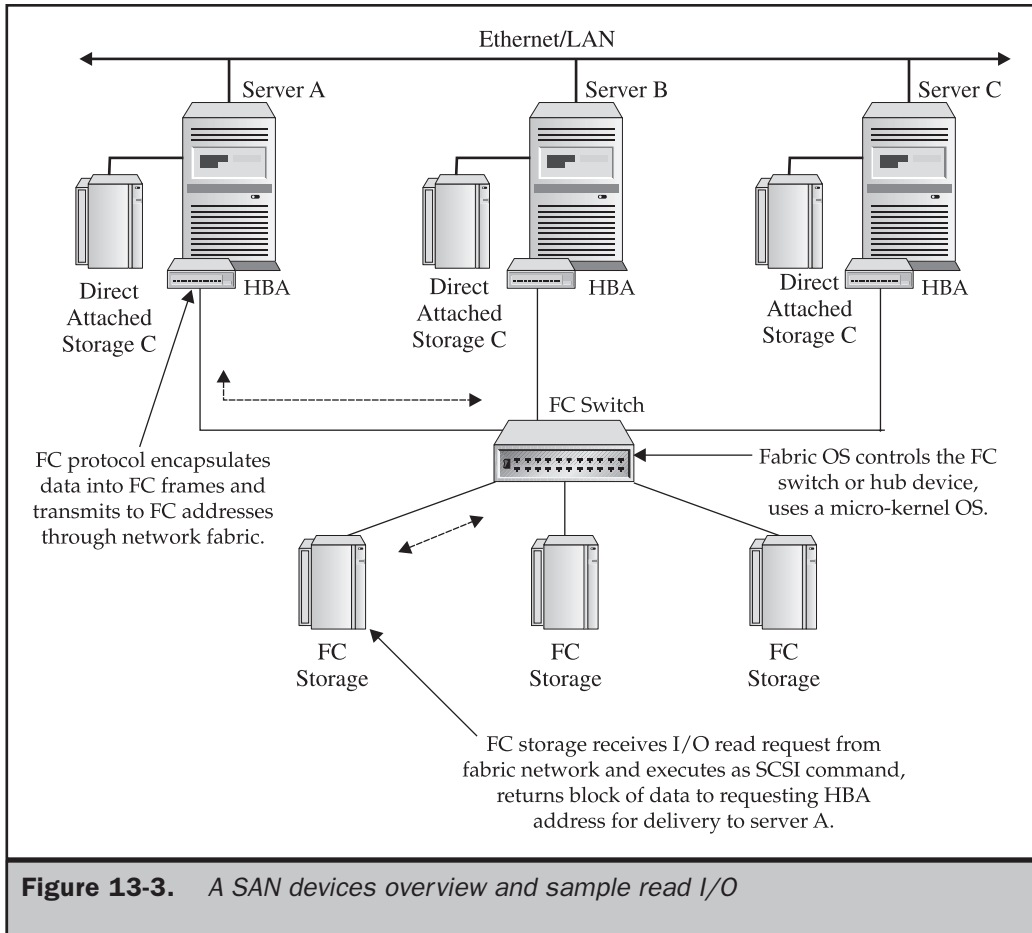 Ethernet/LAN
Server A
Server B
Server C
Direct
Attached
Storage C
HBA
Direct
Attached
Storage C
HBA
Direct
Attached
Storage C
HBA
FC Switch
FC protocol encapsulates
data into FC frames and
transmits to FC addresses
through network fabric.
Fabric OS controls the FC
switch or hub device,
uses a micro-kernel OS.
FC
Storage
FC
Storage
FC
Storage
FC storage receives I/O read request from
fabric network and executes as SCSI command,
returns block of data to requesting HBA
address for delivery to server A.
Figure 13-3. A SAN devices overview and sample read I/O